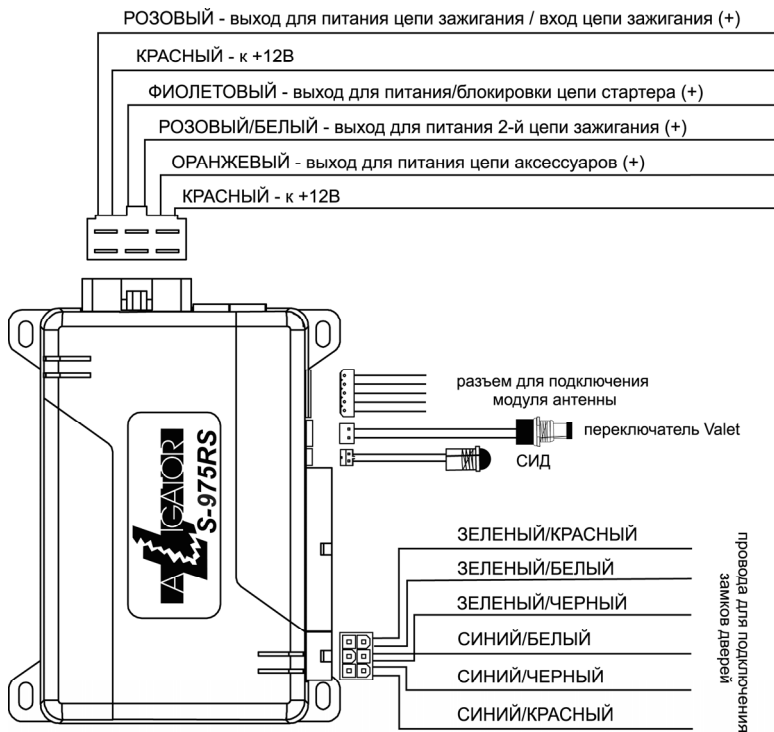 РОЗОВЫЙ - выход для питания цепи зажигания / вход цепи зажигания (+)
КРАСНЫЙ - к +12В
ФИОЛЕТОВЫЙ - выход для питания/блокировки цепи стартера (+)
РОЗОВЫЙ/БЕЛЫЙ - выход для питания 2-й цепи зажигания (+)
ОРАНЖЕВЫЙ - выход для питания цепи аксессуаров (+)
КРАСНЫЙ - к +12В
разъем для подключения
модуля антенны
переключатель Valet
СИД
ALLIGATOR
S-975RS
ЗЕЛЕНЫЙ/КРАСНЫЙ
ЗЕЛЕНЫЙ/БЕЛЫЙ
ЗЕЛЕНЫЙ/ЧЕРНЫЙ
СИНИЙ/БЕЛЫЙ
СИНИЙ/ЧЕРНЫЙ
СИНИЙ/КРАСНЫЙ
провода для подключения
замков дверей